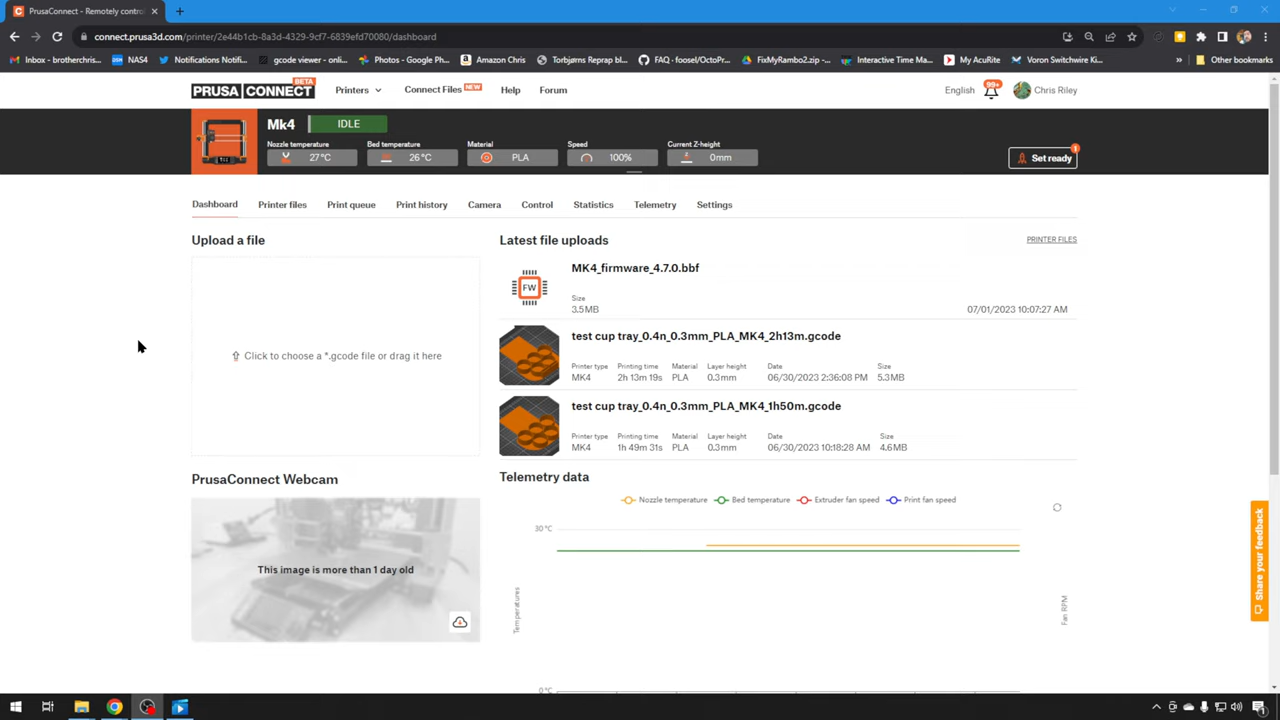 PrusaConnect - Remotely contro
connect.prusa3d.com/printer/2e44b1cb-8a3d-4329-9cf7-6839efd70080/dashboard
Inbox - brotherchris...
NAS4
Notifications Notifi...
gcode viewer - onli...
Photos - Google Ph...
Amazon Chris
Torbjørns Reprap bl...
FAQ · foosel/OctoPr...
FixMyRambo2.zip -...
Interactive Time Ma...
My AcuRite
Voron Switchwire Ki...
»
Other bookmarks
PRUSA CONNECT
BETA
Printers
Connect Files NEW
Help
Forum
English
99+
Chris Riley
Mk4
IDLE
Nozzle temperature
27°C
Bed temperature
26°C
Material
PLA
Speed
100%
Current Z-height
0mm
Set ready
1
Dashboard
Printer files
Print queue
Print history
Camera
Control
Statistics
Telemetry
Settings
Upload a file
Click to choose a *.gcode file or drag it here
Latest file uploads
PRINTER FILES
FW
MK4_firmware_4.7.0.bbf
Size
3.5MB
07/01/2023 10:07:27 AM
test cup tray_0.4n_0.3mm_PLA_MK4_2h13m.gcode
Printer type Printing time Material Layer height Date Size
MK4 2h 13m 19s PLA 0.3mm 06/30/2023 2:36:08 PM 5.3MB
test cup tray_0.4n_0.3mm_PLA_MK4_1h50m.gcode
Printer type Printing time Material Layer height Date Size
MK4 1h 49m 31s PLA 0.3mm 06/30/2023 10:18:28 AM 4.6MB
PrusaConnect Webcam
This image is more than 1 day old
Telemetry data
Nozzle temperature
Bed temperature
Extruder fan speed
Print fan speed
30 °C
Temperatures
Fan RPM
0 °C
Share your feedback